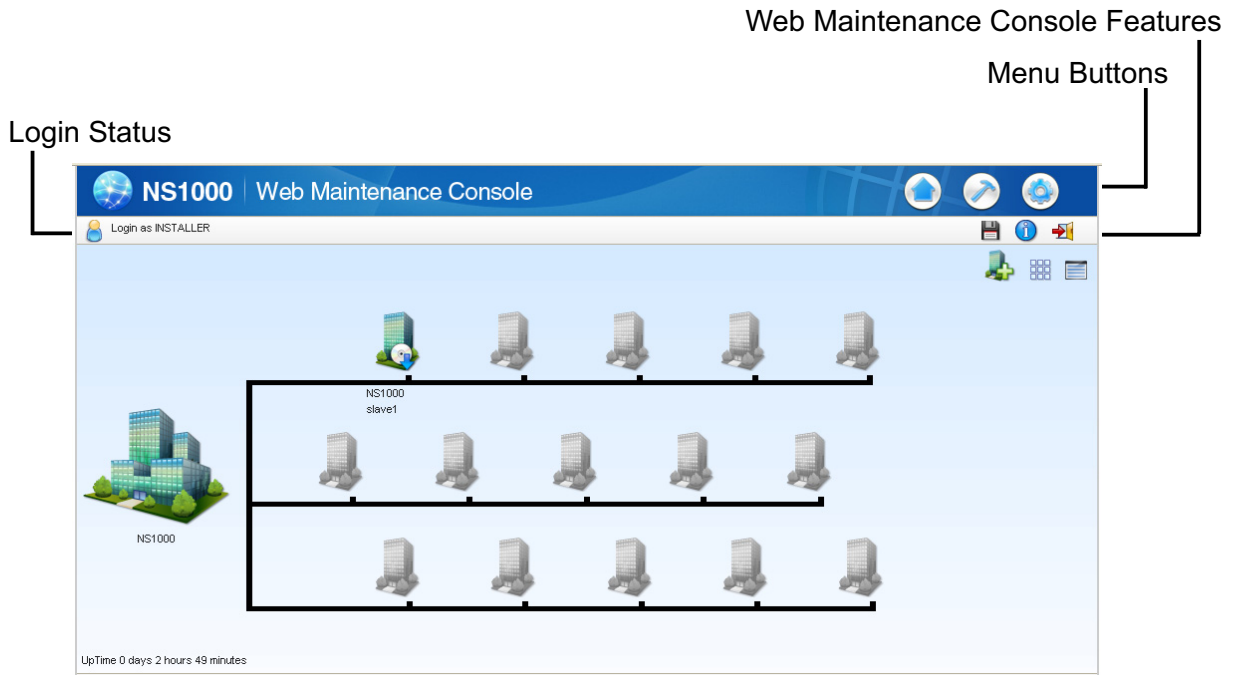 Web Maintenance Console Features
Menu Buttons
Login Status
NS1000 Web Maintenance Console
Login as INSTALLER
NS1000
slave1
NS1000
UpTime 0 days 2 hours 49 minutes